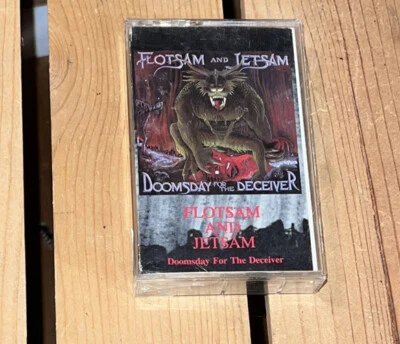 FLOTSAM AND JETSAM
DOOMSDAY FOR THE DECEIVER
FLOTSAM
AND
JETSAM
Doomsday For The Deceiver